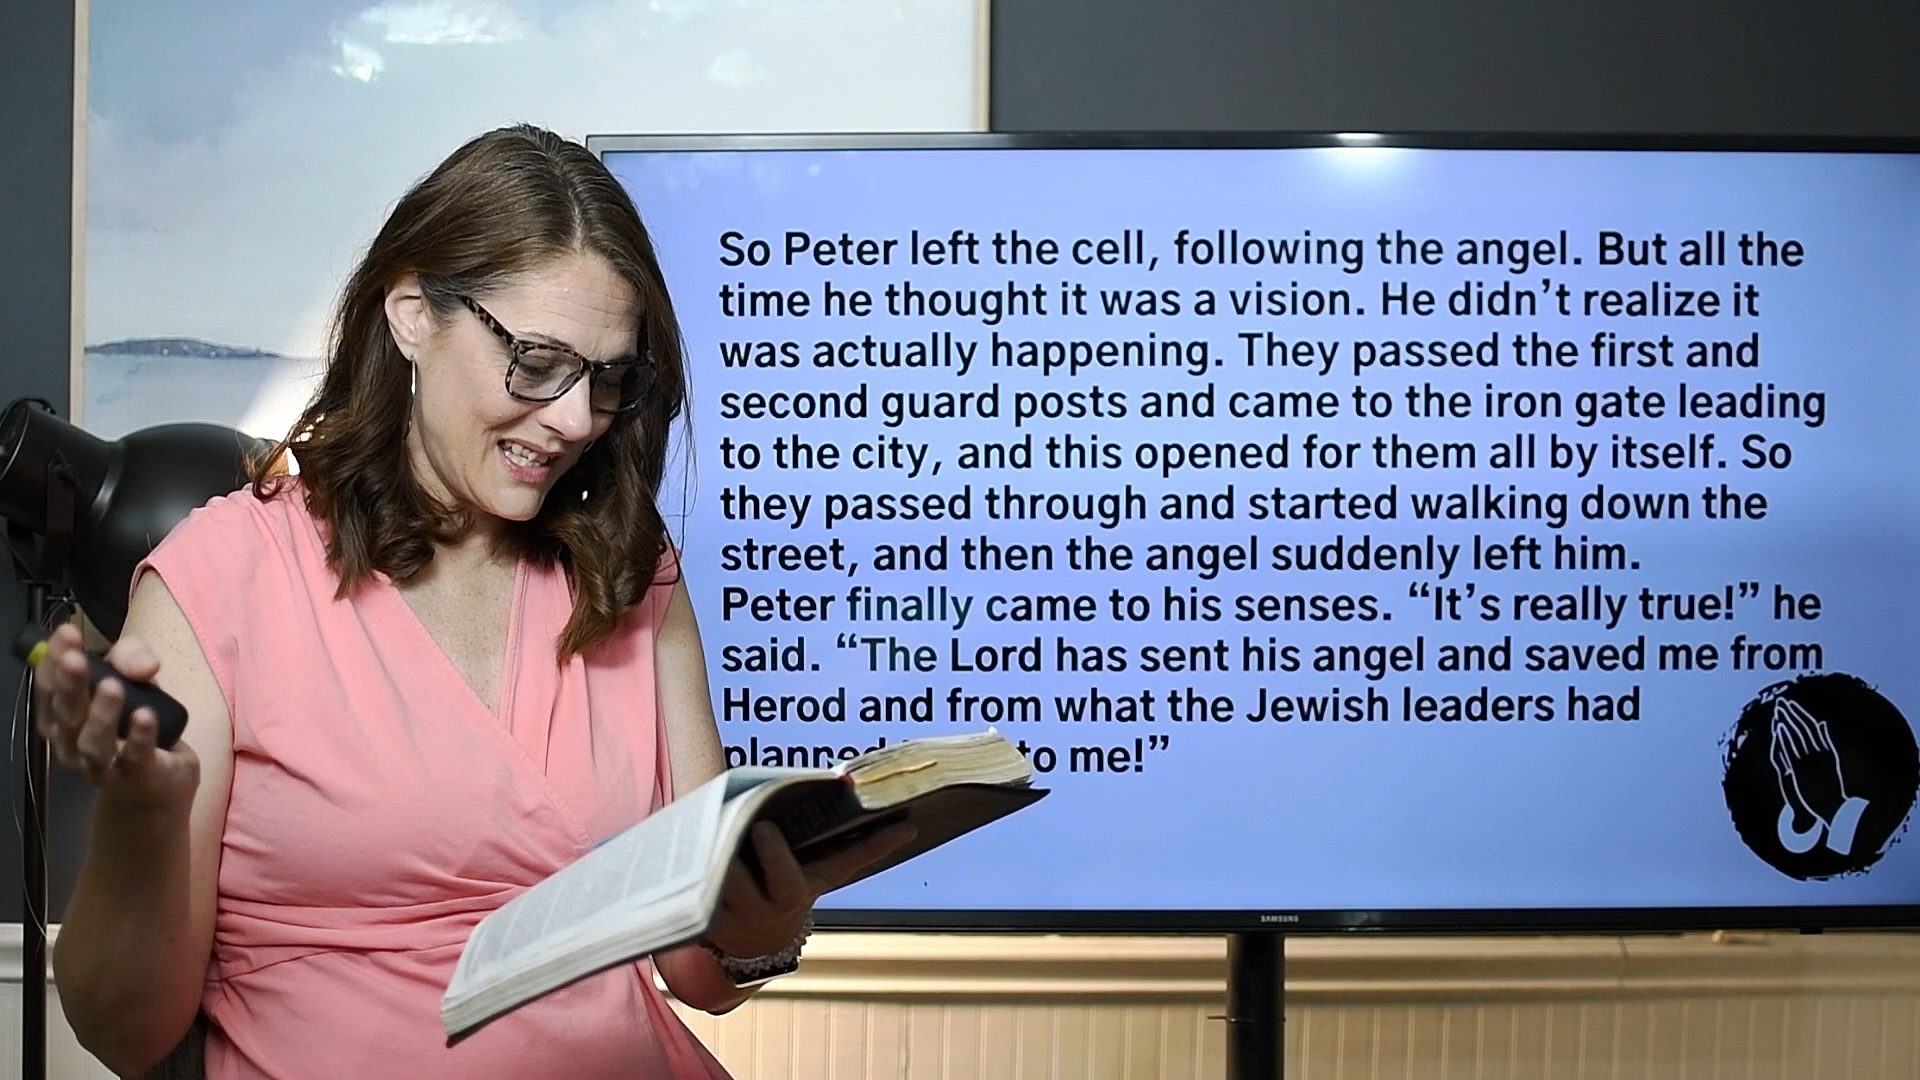 So Peter left the cell, following the angel. But all the
time he thought it was a vision. He didn’t realize it
was actually happening. They passed the first and
second guard posts and came to the iron gate leading
to the city, and this opened for them all by itself. So
they passed through and started walking down the
street, and then the angel suddenly left him.
Peter finally came to his senses. “It’s really true!” he
said. “The Lord has sent his angel and saved me from
Herod and from what the Jewish leaders had
planned to me!”
SAMSUNG